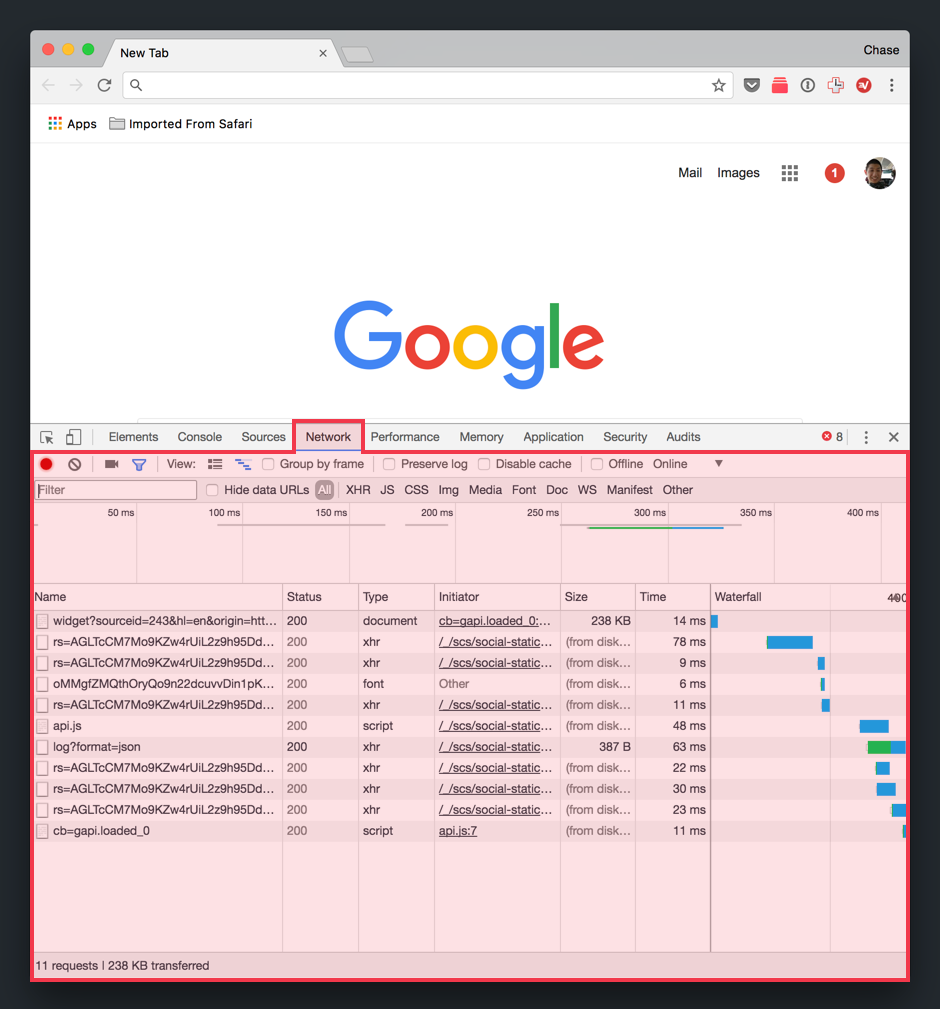 New Tab
Chase
Apps Imported From Safari
Mail Images 1
Google
Elements Console Sources Network Performance Memory Application Security Audits 8
View: Group by frame Preserve log Disable cache Offline Online
Filter Hide data URLs All XHR JS CSS Img Media Font Doc WS Manifest Other
50 ms 100 ms 150 ms 200 ms 250 ms 300 ms 350 ms 400 ms
Name Status Type Initiator Size Time Waterfall
widget?sourceid=243&hl=en&origin=htt... 200 document cb=gapi.loaded_0:... 238 KB 14 ms
rs=AGLTcCM7Mo9KZw4rUiL2z9h95Dd... 200 xhr /_/scs/social-static... (from disk... 78 ms
rs=AGLTcCM7Mo9KZw4rUiL2z9h95Dd... 200 xhr /_/scs/social-static... (from disk... 9 ms
oMMgfZMQthOryQo9n22dcuvvDin1pK... 200 font Other (from disk... 6 ms
rs=AGLTcCM7Mo9KZw4rUiL2z9h95Dd... 200 xhr /_/scs/social-static... (from disk... 11 ms
api.js 200 script /_/scs/social-static... (from disk... 48 ms
log?format=json 200 xhr /_/scs/social-static... 387 B 63 ms
rs=AGLTcCM7Mo9KZw4rUiL2z9h95Dd... 200 xhr /_/scs/social-static... (from disk... 22 ms
rs=AGLTcCM7Mo9KZw4rUiL2z9h95Dd... 200 xhr /_/scs/social-static... (from disk... 30 ms
rs=AGLTcCM7Mo9KZw4rUiL2z9h95Dd... 200 xhr /_/scs/social-static... (from disk... 23 ms
cb=gapi.loaded_0 200 script api.js:7 (from disk... 11 ms
11 requests | 238 KB transferred